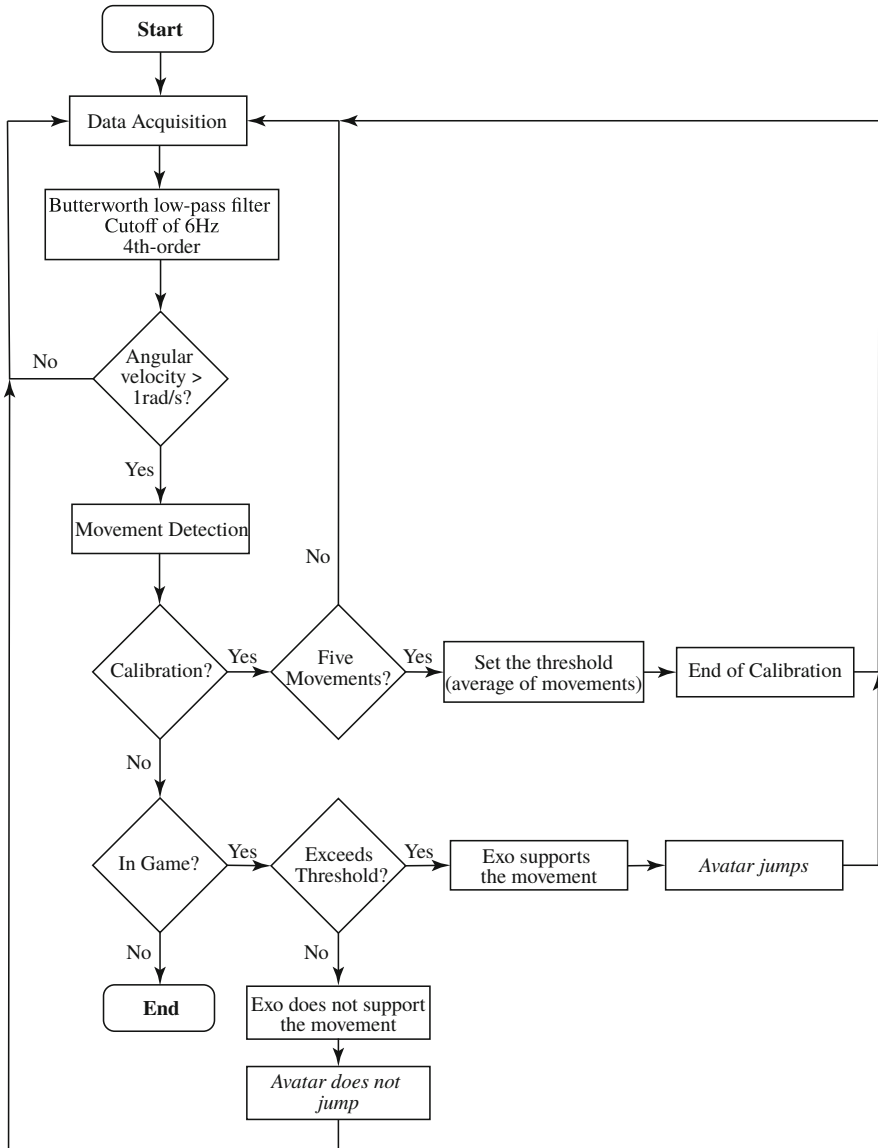 Start
Data Acquisition
Butterworth low-pass filter
Cutoff of 6Hz
4th-order
No
Angular
velocity >
1rad/s?
Yes
Movement Detection
No
Calibration?
Yes
Five
Movements?
Yes
Set the threshold
(average of movements)
End of Calibration
No
In Game?
Yes
Exceeds
Threshold?
Yes
Exo supports
the movement
Avatar jumps
No
No
End
Exo does not support
the movement
Avatar does not
jump